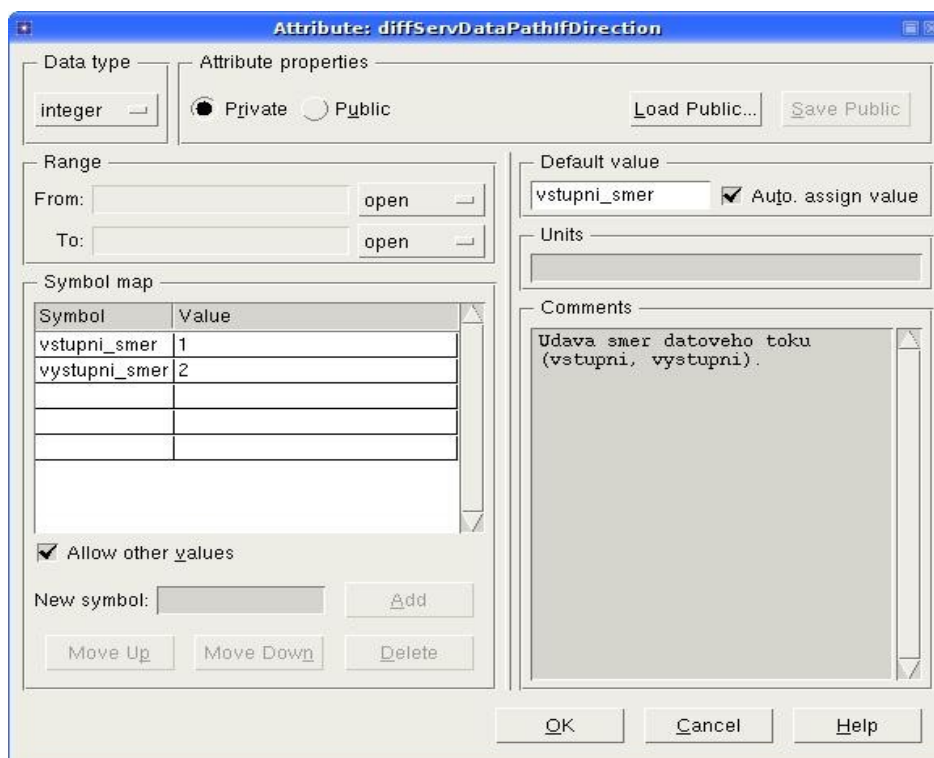 Attribute: diffServDataPathIfDirection
Data type
integer
Attribute properties
Private Public
Load Public...
Save Public
Range
From: open
To: open
Default value
vstupni_smer
Auto. assign value
Units
Symbol map
Symbol Value
vstupni_smer 1
vystupni_smer 2
Allow other values
New symbol:
Add
Move Up
Move Down
Delete
Comments
Udava smer datoveho toku
(vstupni, vystupni).
OK
Cancel
Help